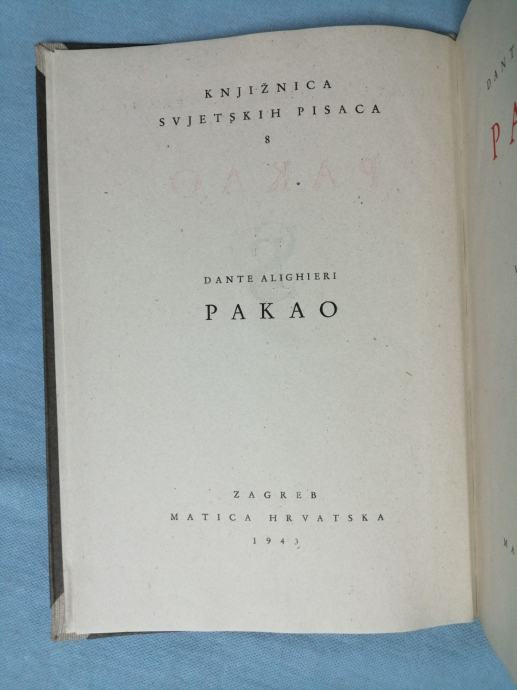 KNJIŽNICA
SVJETSKIH PISACA
8
DANTE ALIGHIERI
PAKAO
ZAGREB
MATICA HRVATSKA
1943